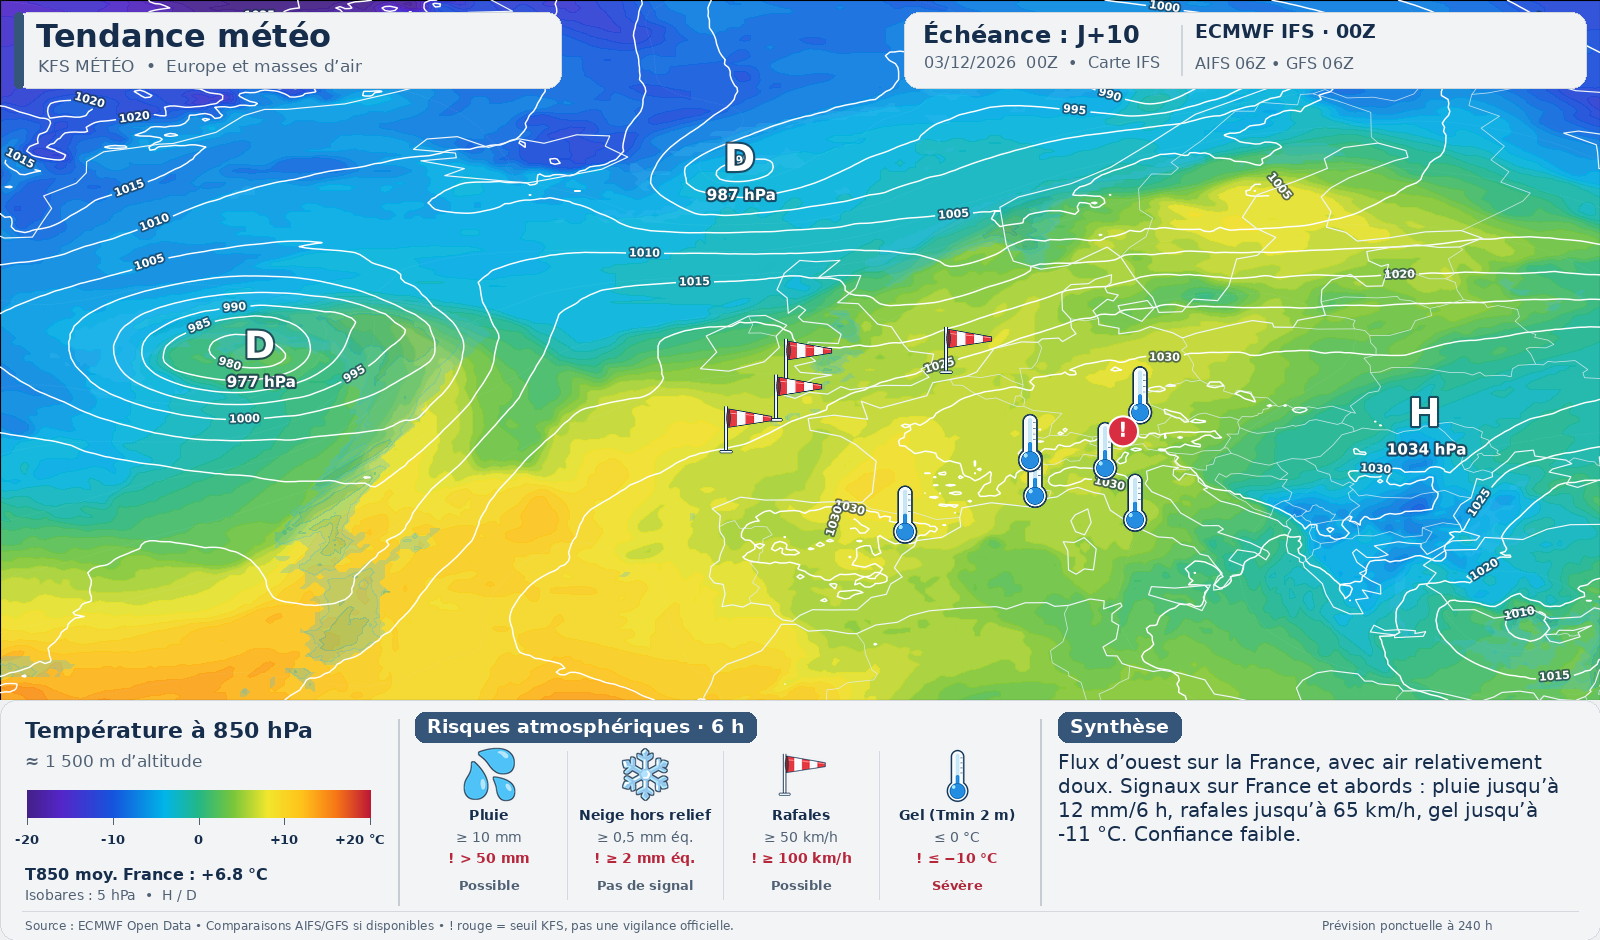 Tendance météo
KFS MÉTÉO • Europe et masses d’air
Échéance : J+10
03/12/2026 00Z • Carte IFS
ECMWF IFS · 00Z
AIFS 06Z • GFS 06Z
1000
1020
1020
990
995
1015
1015
D
987 hPa
1005
1005
1010
1010
1005
1015
1020
990
985
D
980
977 hPa
995
1000
1025
1030
H
1034 hPa
1030
1030
1030
1030
1025
1020
1010
1015
!
Température à 850 hPa
≈ 1 500 m d’altitude
-20 -10 0 +10 +20 °C
T850 moy. France : +6.8 °C
Isobares : 5 hPa • H / D
Risques atmosphériques · 6 h
Pluie
≥ 10 mm
! > 50 mm
Possible
Neige hors relief
≥ 0,5 mm éq.
! ≥ 2 mm éq.
Pas de signal
Rafales
≥ 50 km/h
! ≥ 100 km/h
Possible
Gel (Tmin 2 m)
≤ 0 °C
! ≤ −10 °C
Sévère
Synthèse
Flux d’ouest sur la France, avec air relativement
doux. Signaux sur France et abords : pluie jusqu’à
12 mm/6 h, rafales jusqu’à 65 km/h, gel jusqu’à
-11 °C. Confiance faible.
Source : ECMWF Open Data • Comparaisons AIFS/GFS si disponibles • ! rouge = seuil KFS, pas une vigilance officielle.
Prévision ponctuelle à 240 h